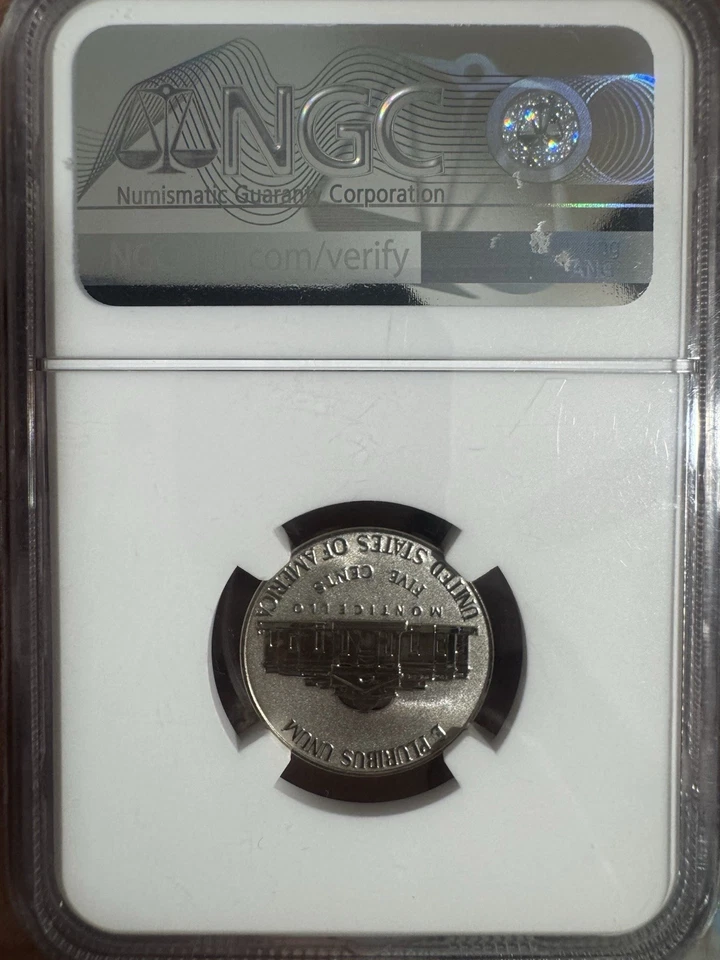 NGC
Numismatic Guaranty Corporation
.com/verify
UNITED STATES OF AMERICA
FIVE CENTS
MONTICELLO
E PLURIBUS UNUM